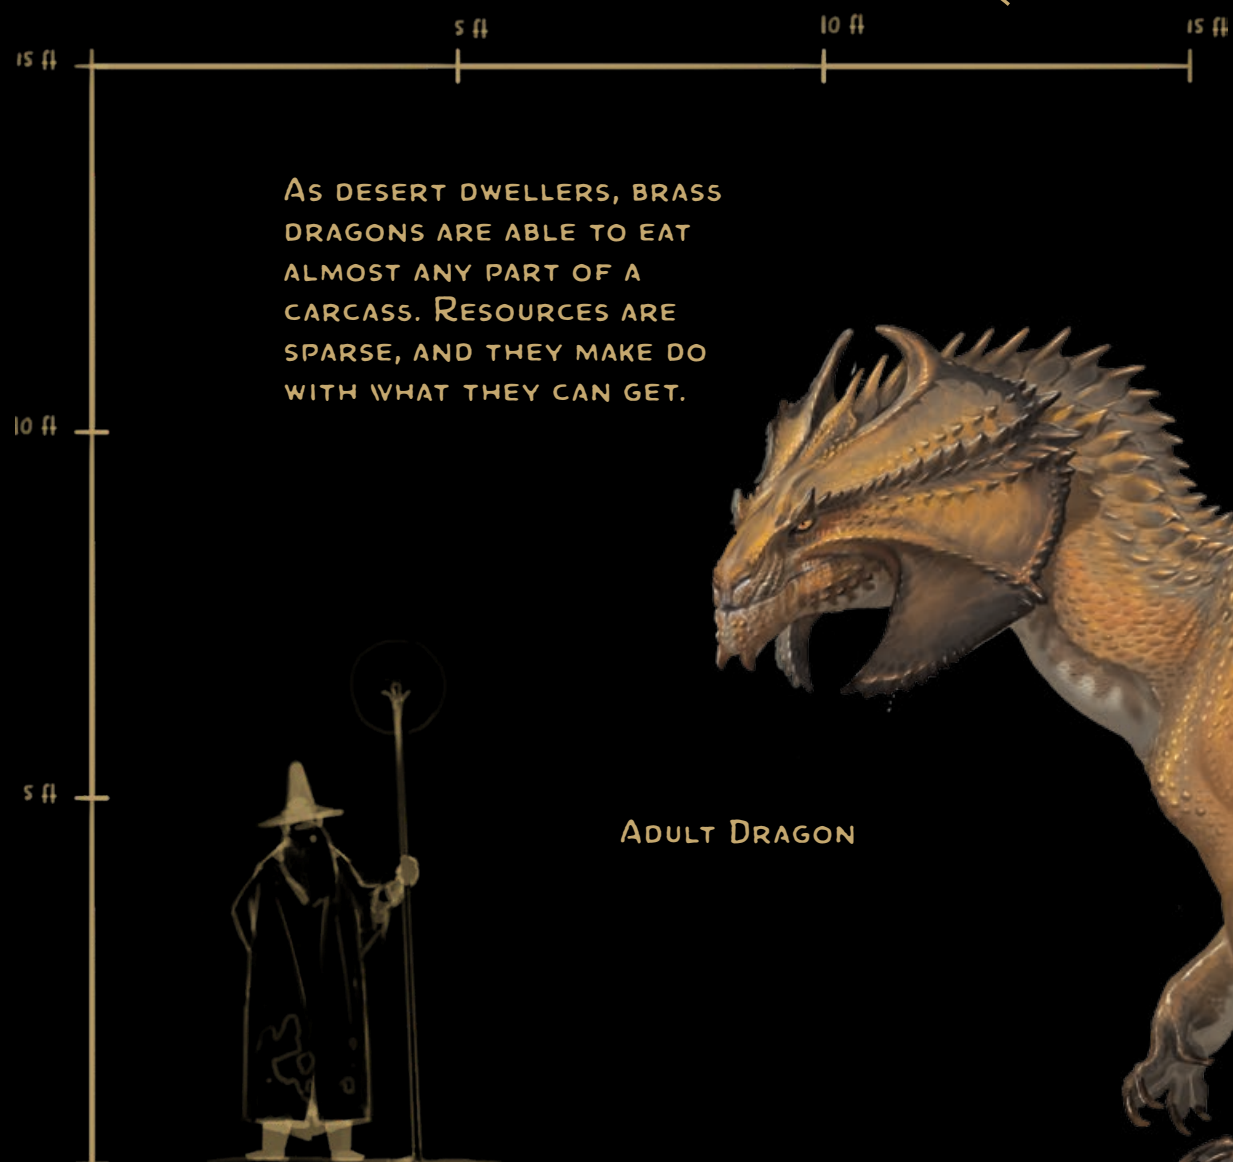 5 ft
10 ft
15 ft
15 ft
As desert dwellers, brass
dragons are able to eat
almost any part of a
carcass. Resources are
sparse, and they make do
with what they can get.
10 ft
5 ft
Adult Dragon